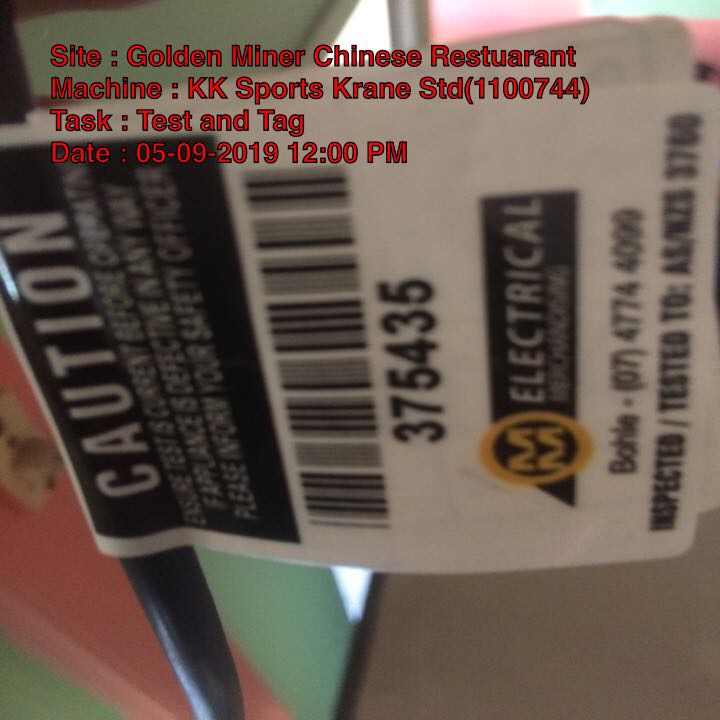 Site : Golden Miner Chinese Restuarant
Machine : KK Sports Krane Std(1100744)
Task : Test and Tag
Date : 05-09-2019 12:00 PM
CAUTION
ENSURE TEST IS CURRENT BEFORE OPERATING
IF APPLIANCE IS DEFECTIVE IN ANY WAY
PLEASE INFORM YOUR SAFETY OFFICER
375435
MM ELECTRICAL
MERCHANDISING
Bohle - (07) 4774 4099
INSPECTED / TESTED TO: AS/NZS 3760